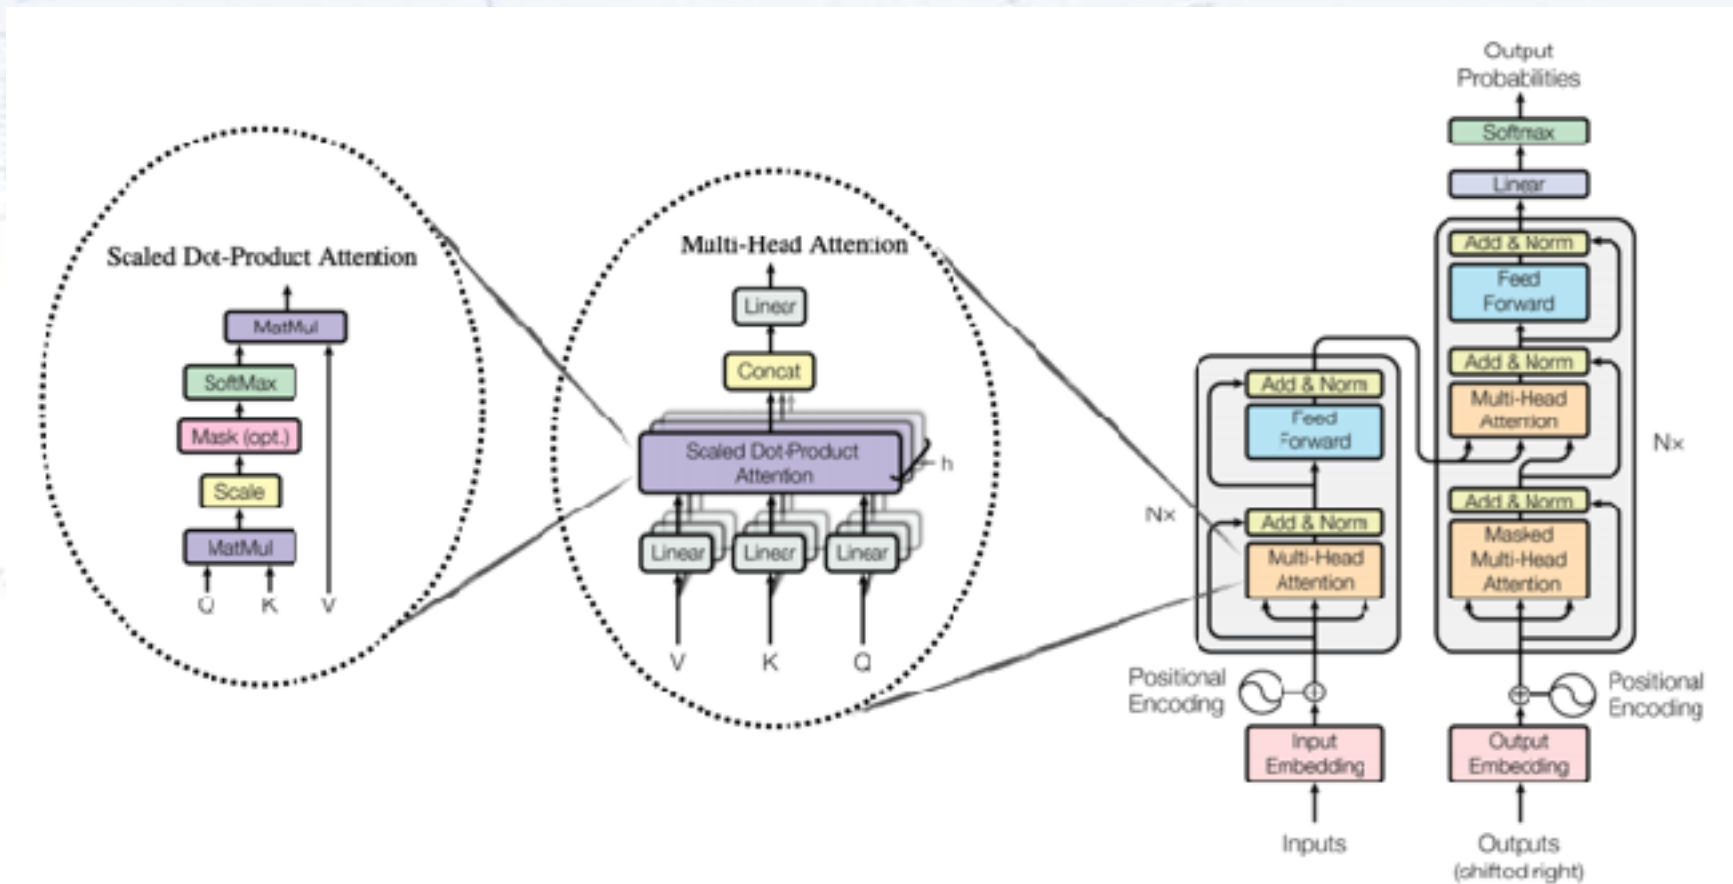 Scaled Dot-Product Attention
MatMul
SoftMax
Mask (opt.)
Scale
MatMul
Q K V
Multi-Head Attention
Linear
Concat
Scaled Dot-Product
Attention
h
Linear Linear Linear
V K Q
Output
Probabilities
Softmax
Linear
Add & Norm
Feed
Forward
Add & Norm
Multi-Head
Attention
Nx
Add & Norm
Masked
Multi-Head
Attention
Add & Norm
Feed
Forward
Nx
Add & Norm
Multi-Head
Attention
Positional
Encoding
Positional
Encoding
Input
Embedding
Output
Embedding
Inputs
Outputs
(shifted right)